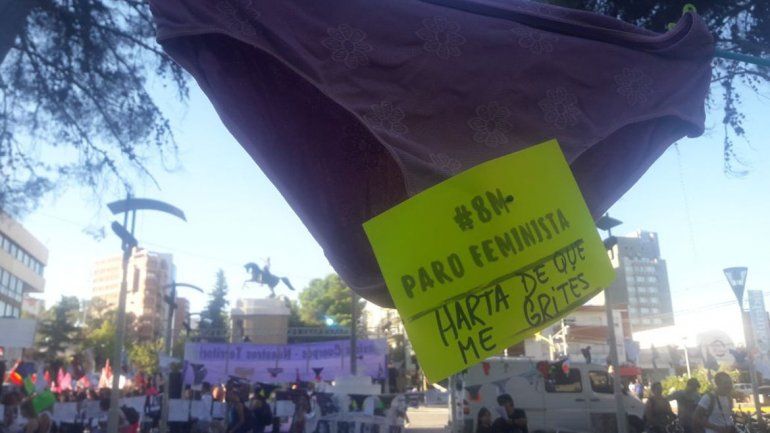 #8M
PARO FEMINISTA
HARTA DE QUE
ME GRITES